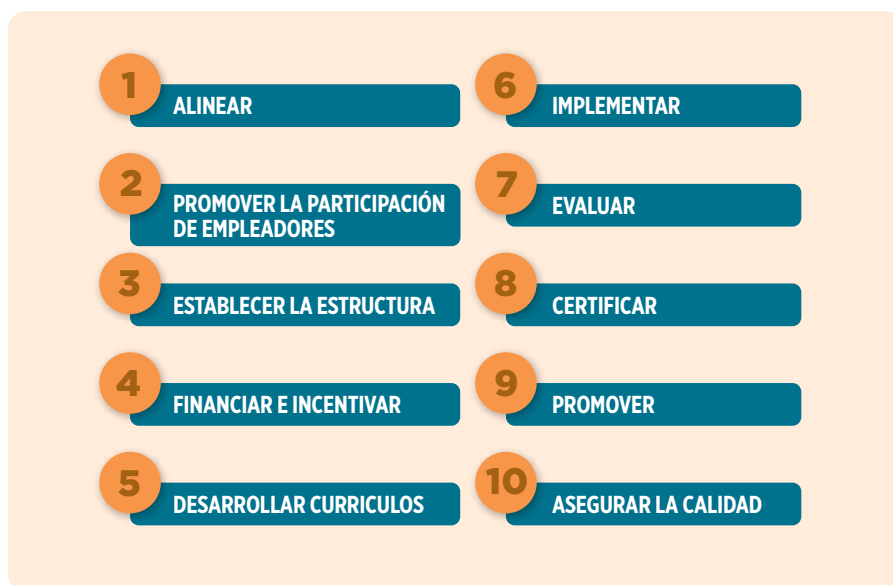 1
ALINEAR
2
PROMOVER LA PARTICIPACIÓN
DE EMPLEADORES
3
ESTABLECER LA ESTRUCTURA
4
FINANCIAR E INCENTIVAR
5
DESARROLLAR CURRICULOS
6
IMPLEMENTAR
7
EVALUAR
8
CERTIFICAR
9
PROMOVER
10
ASEGURAR LA CALIDAD